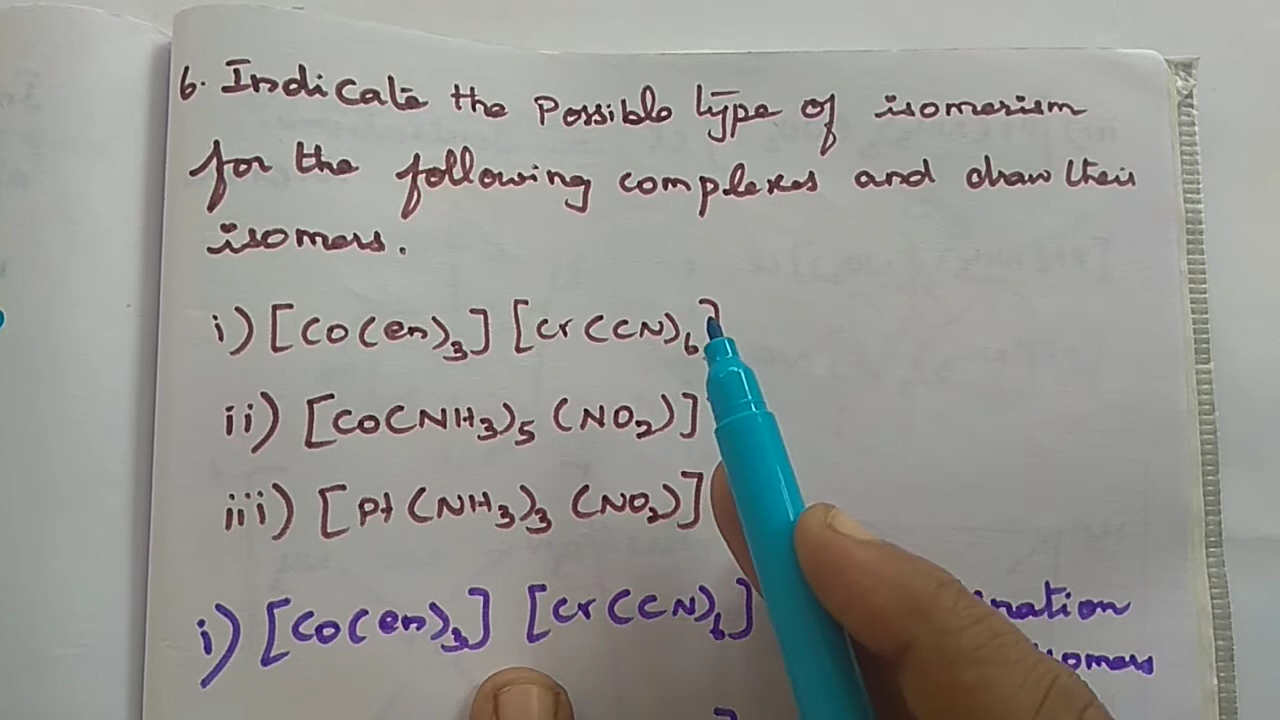 6. Indicate the possible type of isomerism
for the following complexes and draw their
isomers.
i) [Co(en)₃] [Cr(CN)₆]
ii) [Co(NH₃)₅ (NO₂)]
iii) [Pt(NH₃)₃ (NO₂)]
i) [Co(en)₃] [Cr(CN)₆]